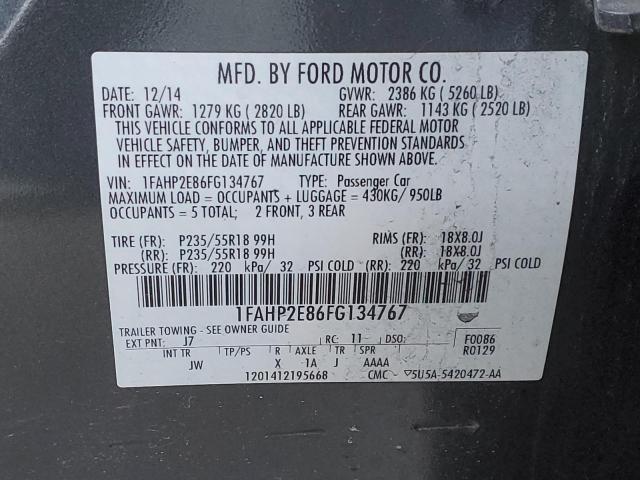 MFD. BY FORD MOTOR CO.
DATE: 12/14 GVWR: 2386 KG ( 5260 LB)
FRONT GAWR: 1279 KG ( 2820 LB) REAR GAWR: 1143 KG ( 2520 LB)
THIS VEHICLE CONFORMS TO ALL APPLICABLE FEDERAL MOTOR
VEHICLE SAFETY, BUMPER, AND THEFT PREVENTION STANDARDS
IN EFFECT ON THE DATE OF MANUFACTURE SHOWN ABOVE.
VIN: 1FAHP2E86FG134767 TYPE: Passenger Car
MAXIMUM LOAD = OCCUPANTS + LUGGAGE = 430KG/ 950LB
OCCUPANTS = 5 TOTAL; 2 FRONT, 3 REAR
TIRE (FR): P235/55R18 99H RIMS (FR): 18X8.0J
(RR): P235/55R18 99H (RR): 18X8.0J
PRESSURE (FR): 220 kPa/ 32 PSI COLD (RR): 220 kPa/ 32 PSI COLD
1FAHP2E86FG134767
TRAILER TOWING - SEE OWNER GUIDE
EXT PNT: J7 RC: 11 DSO: F0086
INT TR TP/PS R AXLE TR SPR R0129
JW X 1A J AAAA
1201412195668 CMC - ▽5U5A-5420472-AA